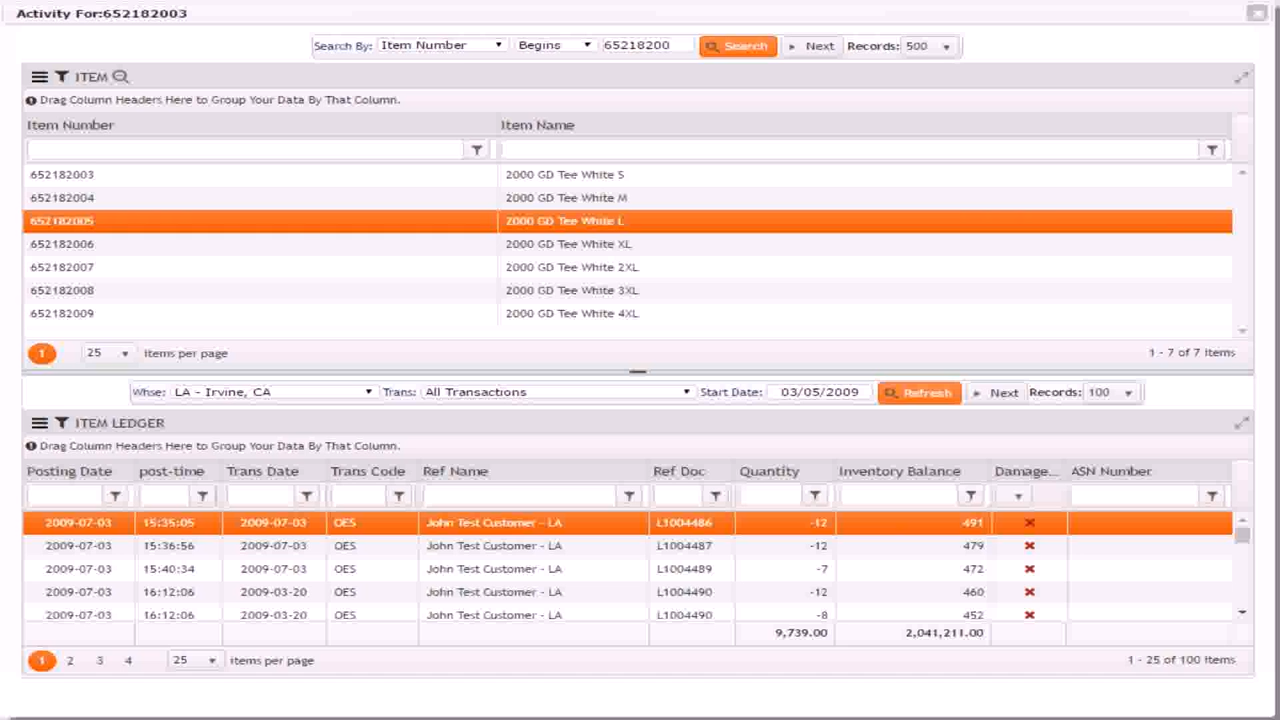 Activity For:652182003
Search By: Item Number Begins 65218200 Search Next Records: 500
ITEM
Drag Column Headers Here to Group Your Data By That Column.
Item Number Item Name
652182003 2000 GD Tee White S
652182004 2000 GD Tee White M
652182005 2000 GD Tee White L
652182006 2000 GD Tee White XL
652182007 2000 GD Tee White 2XL
652182008 2000 GD Tee White 3XL
652182009 2000 GD Tee White 4XL
1 25 items per page 1 - 7 of 7 items
Whse: LA - Irvine, CA Trans: All Transactions Start Date: 03/05/2009 Refresh Next Records: 100
ITEM LEDGER
Drag Column Headers Here to Group Your Data By That Column.
Posting Date post-time Trans Date Trans Code Ref Name Ref Doc Quantity Inventory Balance Damage... ASN Number
2009-07-03 15:35:05 2009-07-03 OES John Test Customer - LA L1004486 -12 491
2009-07-03 15:36:56 2009-07-03 OES John Test Customer - LA L1004487 -12 479
2009-07-03 15:40:34 2009-07-03 OES John Test Customer - LA L1004489 -7 472
2009-07-03 16:12:06 2009-03-20 OES John Test Customer - LA L1004490 -12 460
2009-07-03 16:12:06 2009-03-20 OES John Test Customer - LA L1004490 -8 452
9,739.00 2,041,211.00
1 2 3 4 25 items per page 1 - 25 of 100 items